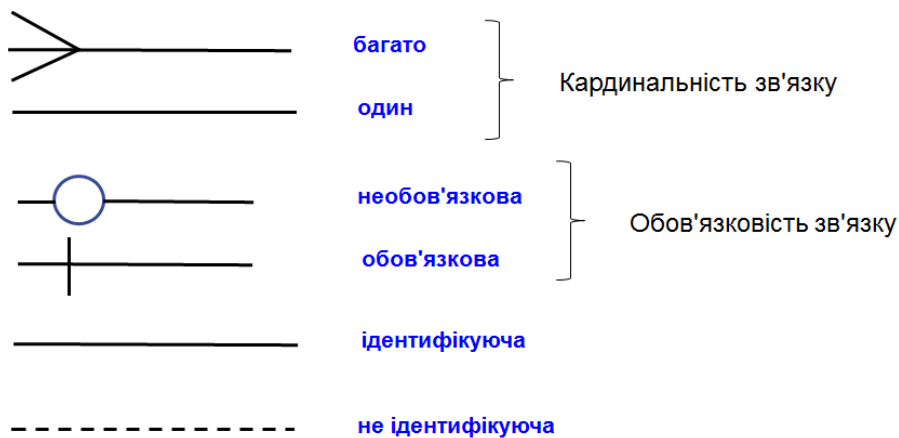 багато
один
Кардинальність зв'язку
необов'язкова
обов'язкова
Обов'язковість зв'язку
ідентифікуюча
не ідентифікуюча